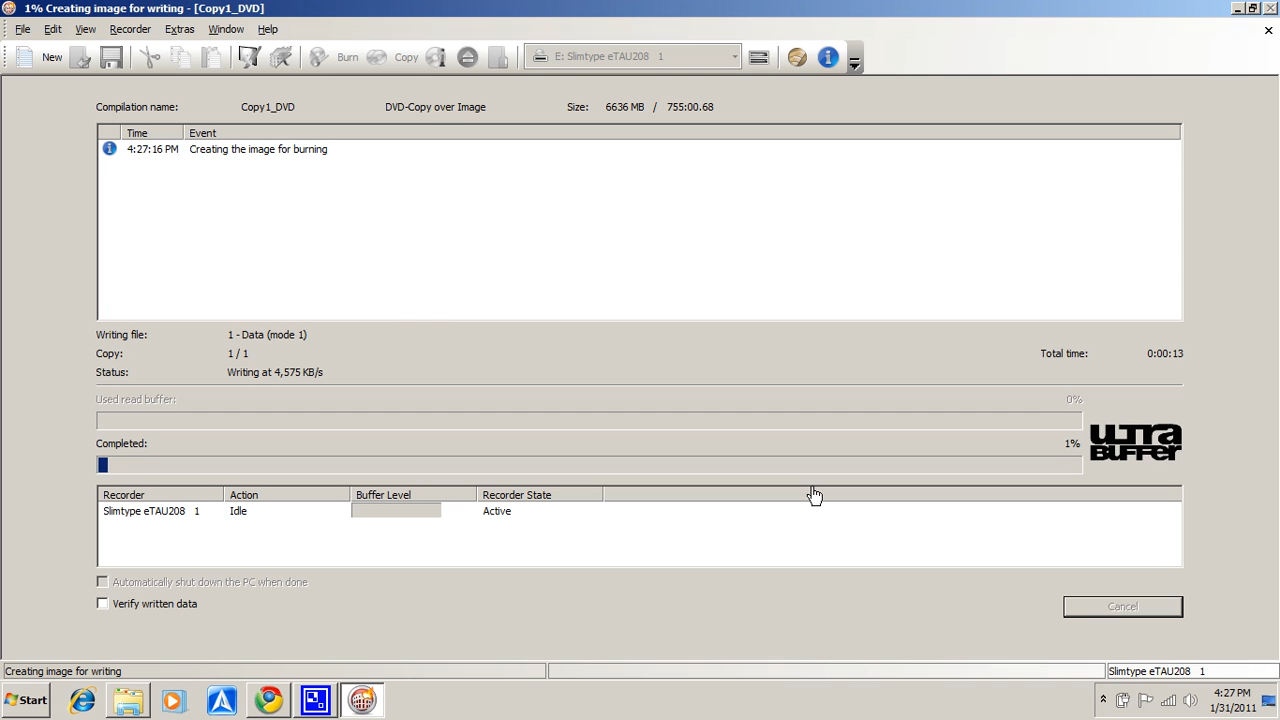 1% Creating image for writing - [Copy1_DVD]
File Edit View Recorder Extras Window Help
New Burn Copy E: Slimtype eTAU208 1
Compilation name: Copy1_DVD DVD-Copy over Image Size: 6636 MB / 755:00.68
Time Event
4:27:16 PM Creating the image for burning
Writing file: 1 - Data (mode 1)
Copy: 1 / 1 Total time: 0:00:13
Status: Writing at 4,575 KB/s
Used read buffer: 0%
Completed: 1%
ULTRA
BUFFER
Recorder Action Buffer Level Recorder State
Slimtype eTAU208 1 Idle Active
Automatically shut down the PC when done
Verify written data Cancel
Creating image for writing Slimtype eTAU208 1
Start 4:27 PM
1/31/2011